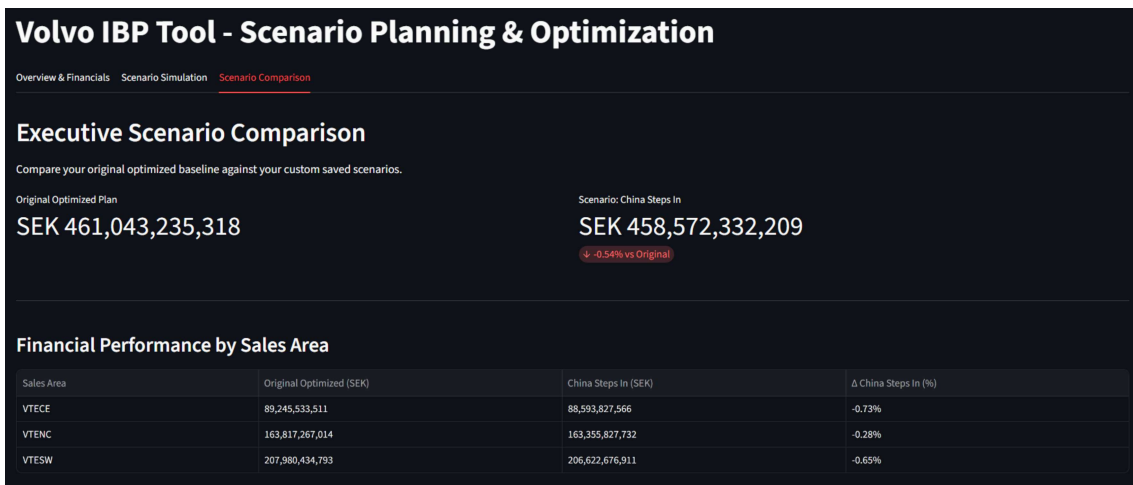 Volvo IBP Tool - Scenario Planning & Optimization
Overview & Financials Scenario Simulation Scenario Comparison
Executive Scenario Comparison
Compare your original optimized baseline against your custom saved scenarios.
Original Optimized Plan Scenario: China Steps In
SEK 461,043,235,318 SEK 458,572,332,209
↓ -0.54% vs Original
Financial Performance by Sales Area
Sales Area Original Optimized (SEK) China Steps In (SEK) Δ China Steps In (%)
VTECE 89,245,533,511 88,593,827,566 -0.73%
VTENC 163,817,267,014 163,355,827,732 -0.28%
VTESW 207,980,434,793 206,622,676,911 -0.65%